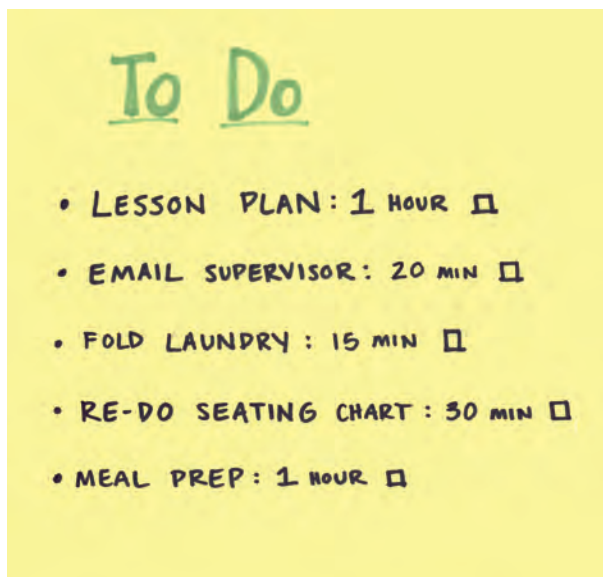 To Do
• LESSON PLAN: 1 HOUR
• EMAIL SUPERVISOR: 20 MIN
• FOLD LAUNDRY: 15 MIN
• RE-DO SEATING CHART: 30 MIN
• MEAL PREP: 1 HOUR